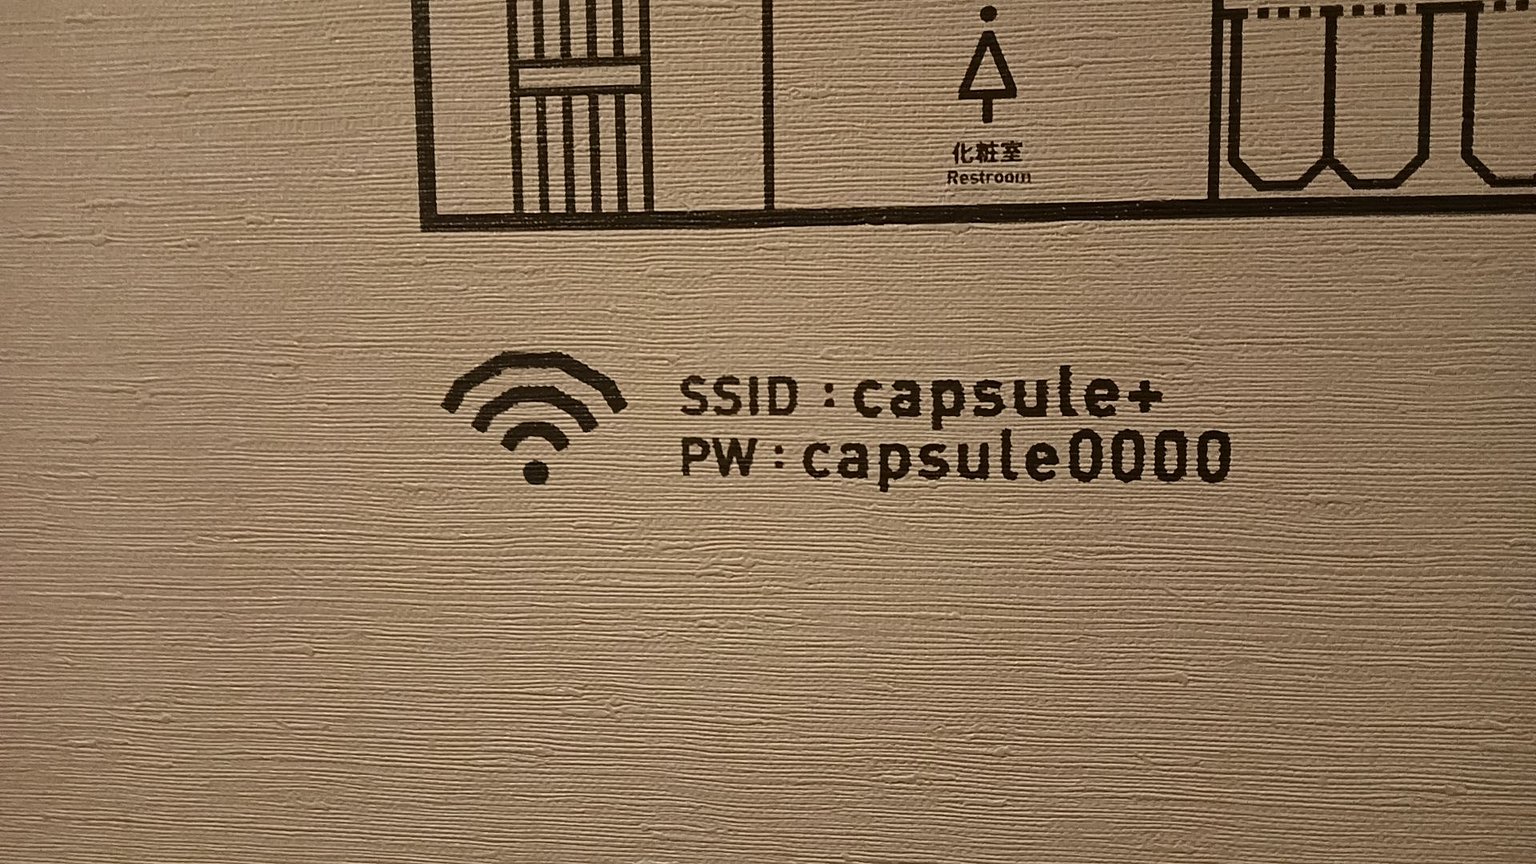 化粧室
Restroom
SSID : capsule+
PW : capsule0000